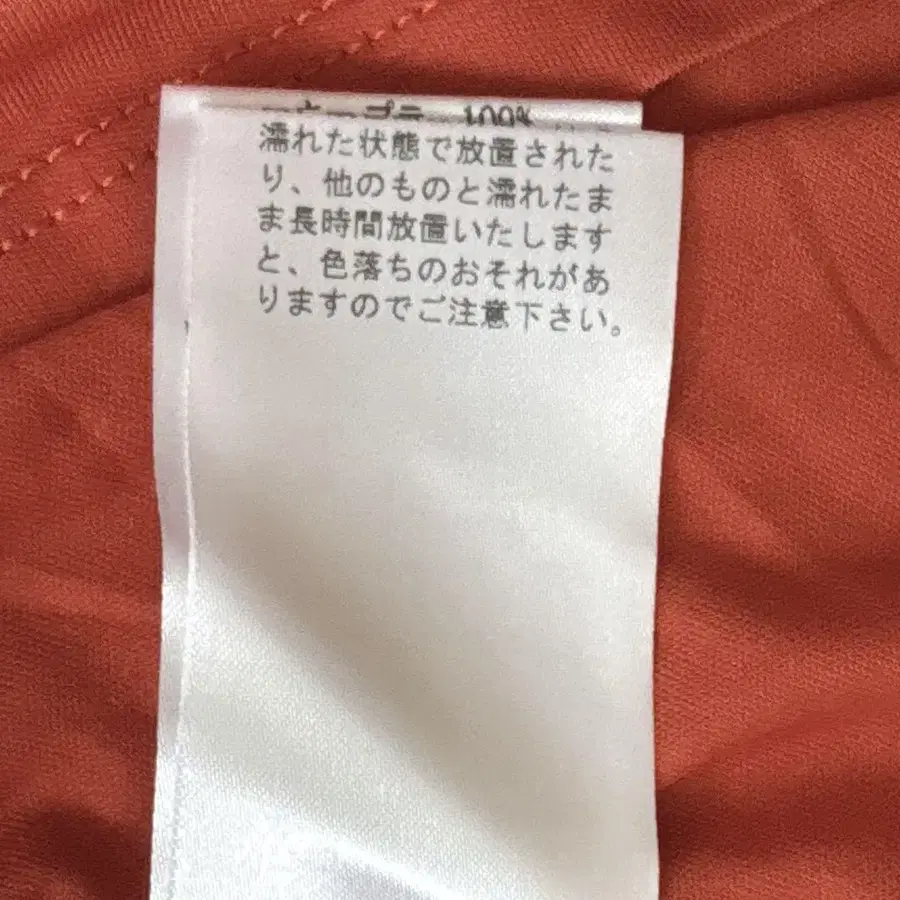 100%
濡れた状態で放置された
り、他のものと濡れたま
ま長時間放置いたします
と、色落ちのおそれがあ
りますのでご注意下さい。